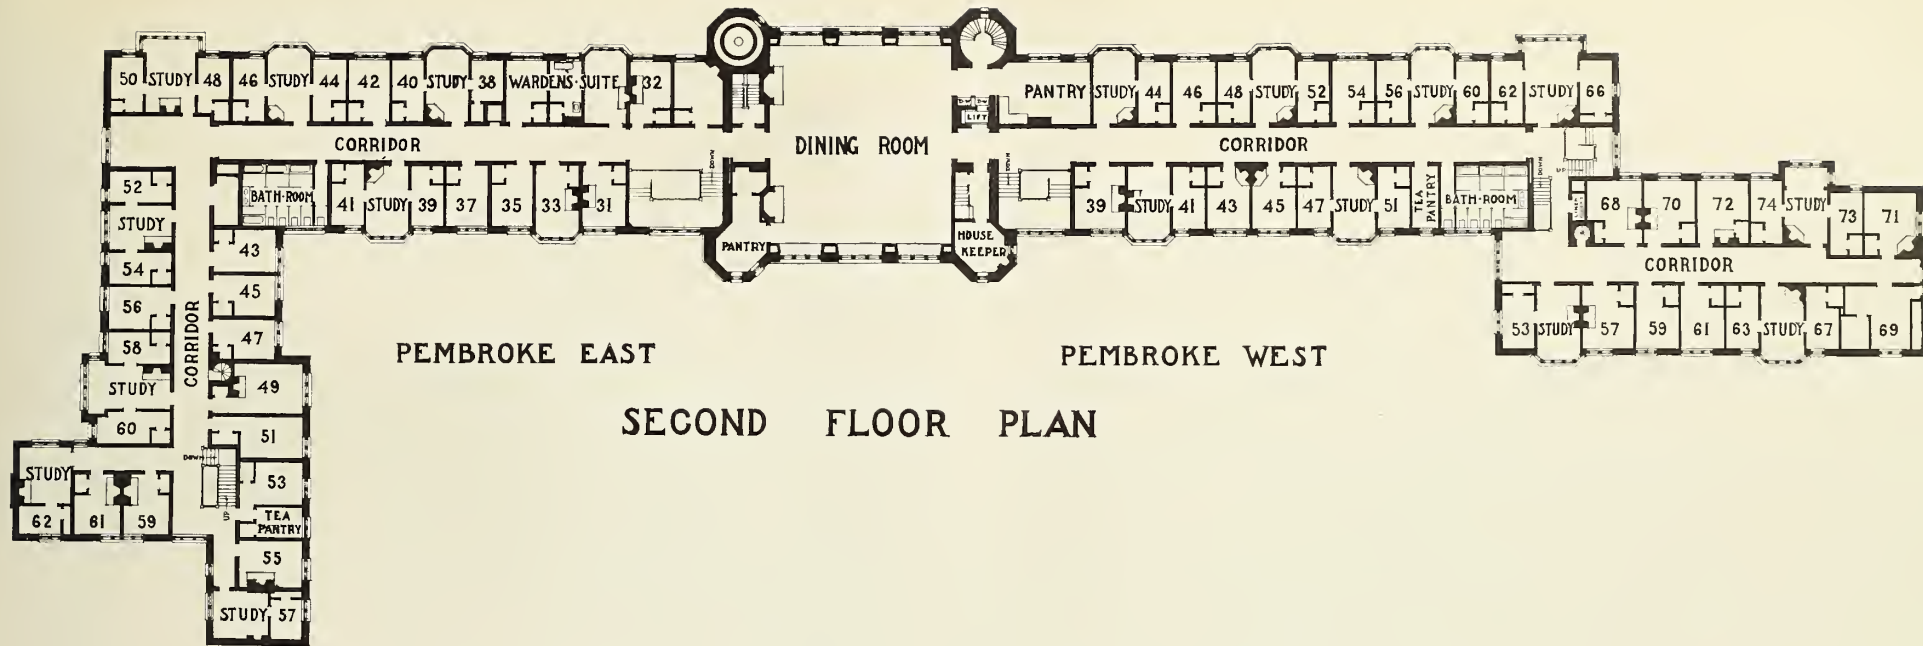 50 STUDY 48 46 STUDY 44 42 40 STUDY 38 WARDENS·SUITE 32
PANTRY STUDY 44 46 48 STUDY 52 54 56 STUDY 60 62 STUDY 66
LIFT
CORRIDOR
DINING ROOM
CORRIDOR
DOWN
DOWN
DOWN
UP
BATH-ROOM
41 STUDY 39 37 35 33 31
39 STUDY 41 43 45 47 STUDY 51
TEA
PANTRY
BATH-ROOM
PANTRY
HOUSE
KEEPER
LINEN
68 70 72 74 STUDY 73 71
CORRIDOR
53 STUDY 57 59 61 63 STUDY 67 69
52
STUDY
54
56
58
STUDY
60
CORRIDOR
43
45
47
49
51
DOWN
UP
53
TEA
PANTRY
55
STUDY 57
STUDY
62 61 59
PEMBROKE EAST
PEMBROKE WEST
SECOND FLOOR PLAN